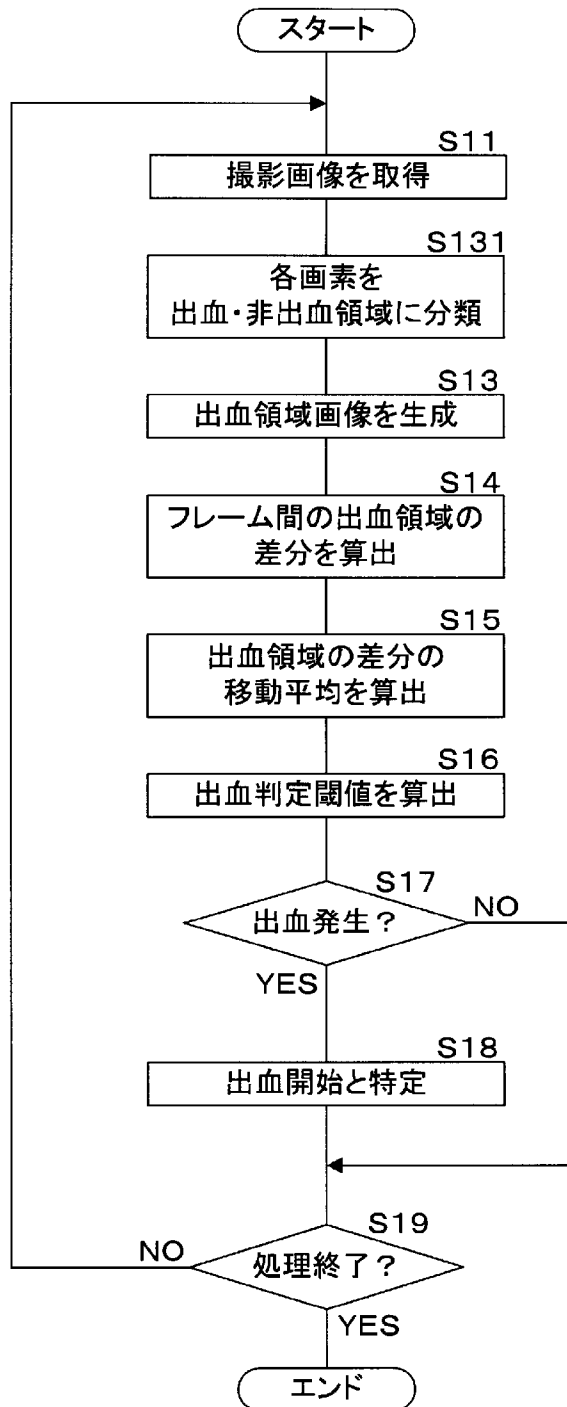 スタート
S11
撮影画像を取得
S131
各画素を
出血・非出血領域に分類
S13
出血領域画像を生成
S14
フレーム間の出血領域の
差分を算出
S15
出血領域の差分の
移動平均を算出
S16
出血判定閾値を算出
S17
出血発生？
NO
YES
S18
出血開始と特定
S19
NO
処理終了？
YES
エンド